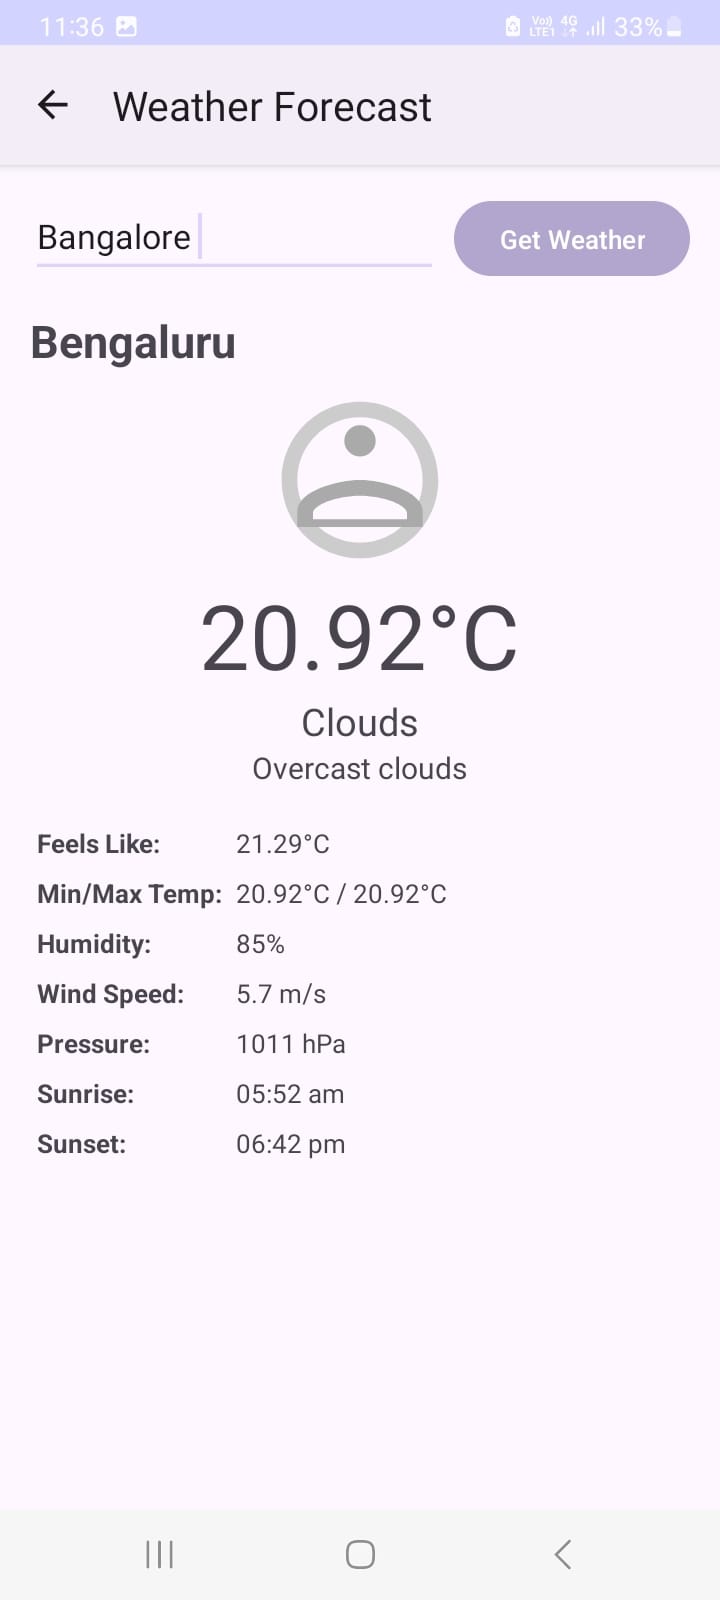 11:36 Vo)) LTE1 4G 33%
Weather Forecast
Bangalore
Get Weather
Bengaluru
20.92°C
Clouds
Overcast clouds
Feels Like: 21.29°C
Min/Max Temp: 20.92°C / 20.92°C
Humidity: 85%
Wind Speed: 5.7 m/s
Pressure: 1011 hPa
Sunrise: 05:52 am
Sunset: 06:42 pm